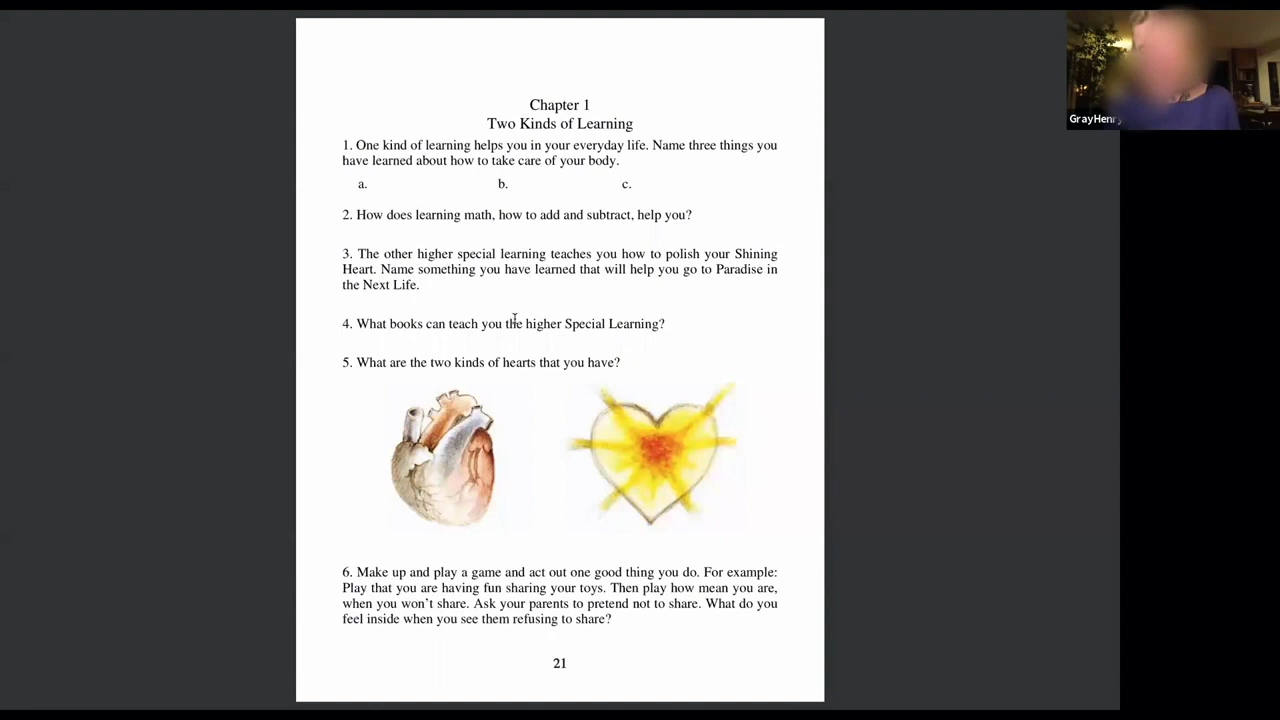 Chapter 1
Two Kinds of Learning
1. One kind of learning helps you in your everyday life. Name three things you
have learned about how to take care of your body.
a. b. c.
2. How does learning math, how to add and subtract, help you?
3. The other higher special learning teaches you how to polish your Shining
Heart. Name something you have learned that will help you go to Paradise in
the Next Life.
4. What books can teach you the higher Special Learning?
5. What are the two kinds of hearts that you have?
6. Make up and play a game and act out one good thing you do. For example:
Play that you are having fun sharing your toys. Then play how mean you are,
when you won't share. Ask your parents to pretend not to share. What do you
feel inside when you see them refusing to share?
21
GrayHenry